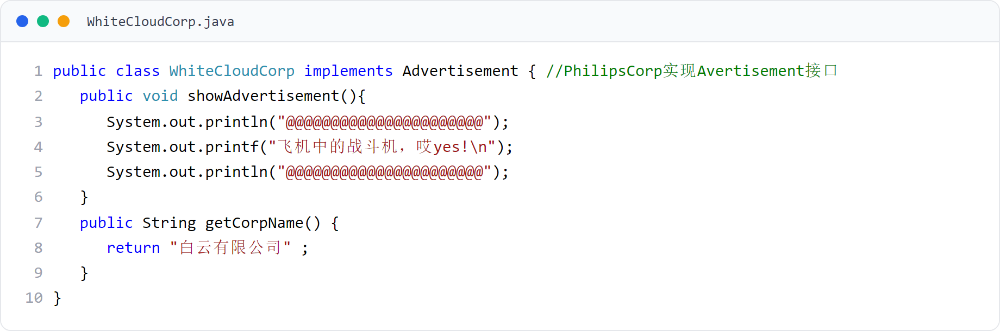 WhiteCloudCorp.java
1 public class WhiteCloudCorp implements Advertisement { //PhilipsCorp实现Avertisement接口
2    public void showAdvertisement(){
3       System.out.println("@@@@@@@@@@@@@@@@@@@@@@");
4       System.out.printf("飞机中的战斗机，哎yes!\n");
5       System.out.println("@@@@@@@@@@@@@@@@@@@@@@");
6    }
7    public String getCorpName() {
8       return "白云有限公司" ;
9    }
10 }